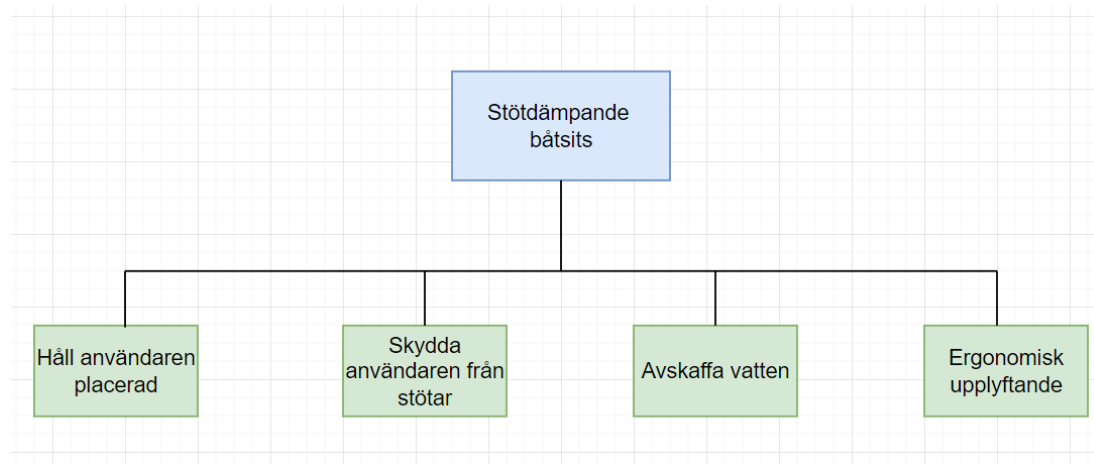 Stötdämpande
båtsits
Håll användaren
placerad
Skydda
användaren från
stötar
Avskaffa vatten
Ergonomisk
upplyftande